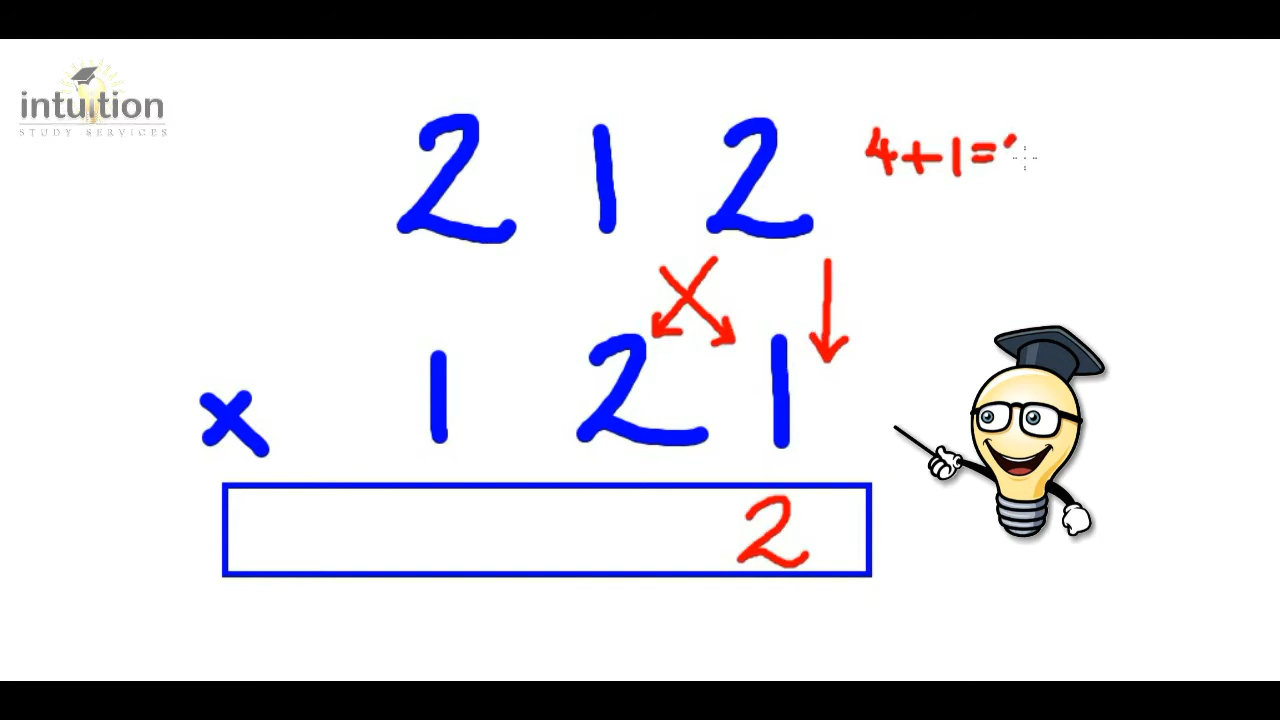 intuition
STUDY SERVICES
2 1 2
4+1=
x 1 2 1
2